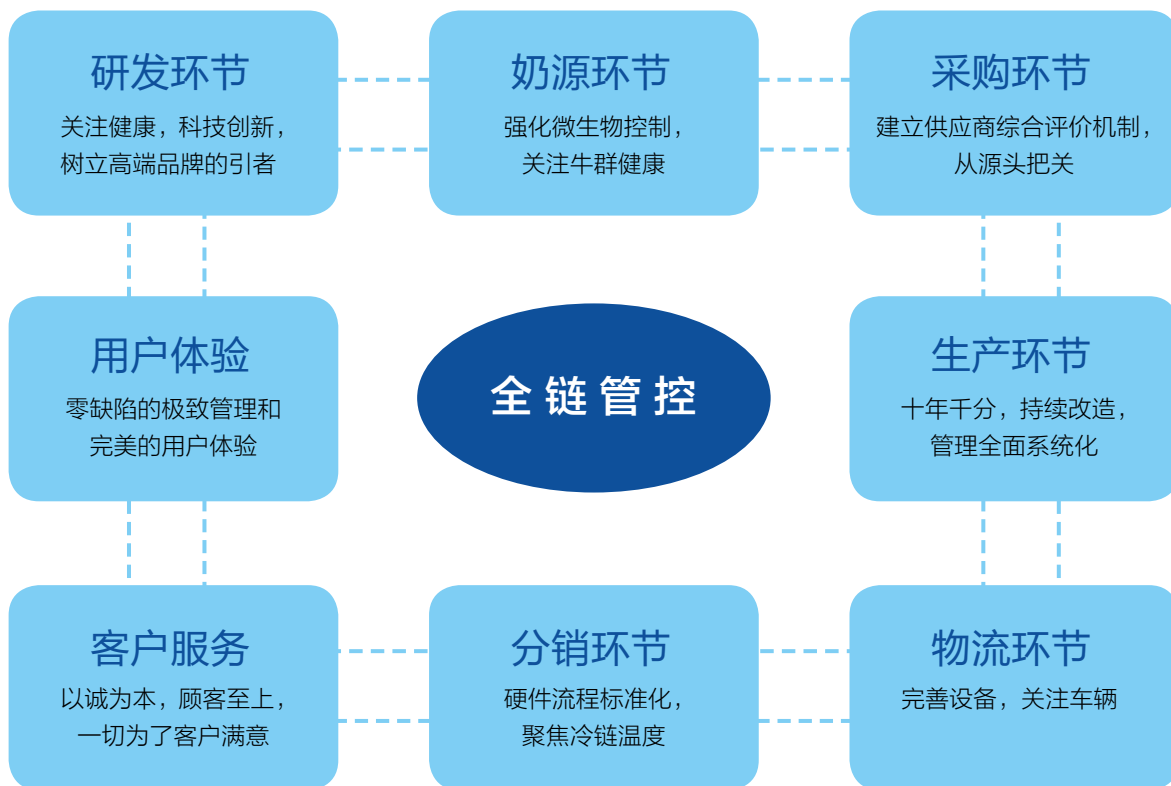 研发环节
关注健康，科技创新，
树立高端品牌的引者
奶源环节
强化微生物控制，
关注牛群健康
采购环节
建立供应商综合评价机制，
从源头把关
用户体验
零缺陷的极致管理和
完美的用户体验
全链管控
生产环节
十年千分，持续改造，
管理全面系统化
客户服务
以诚为本，顾客至上，
一切为了客户满意
分销环节
硬件流程标准化，
聚焦冷链温度
物流环节
完善设备，关注车辆